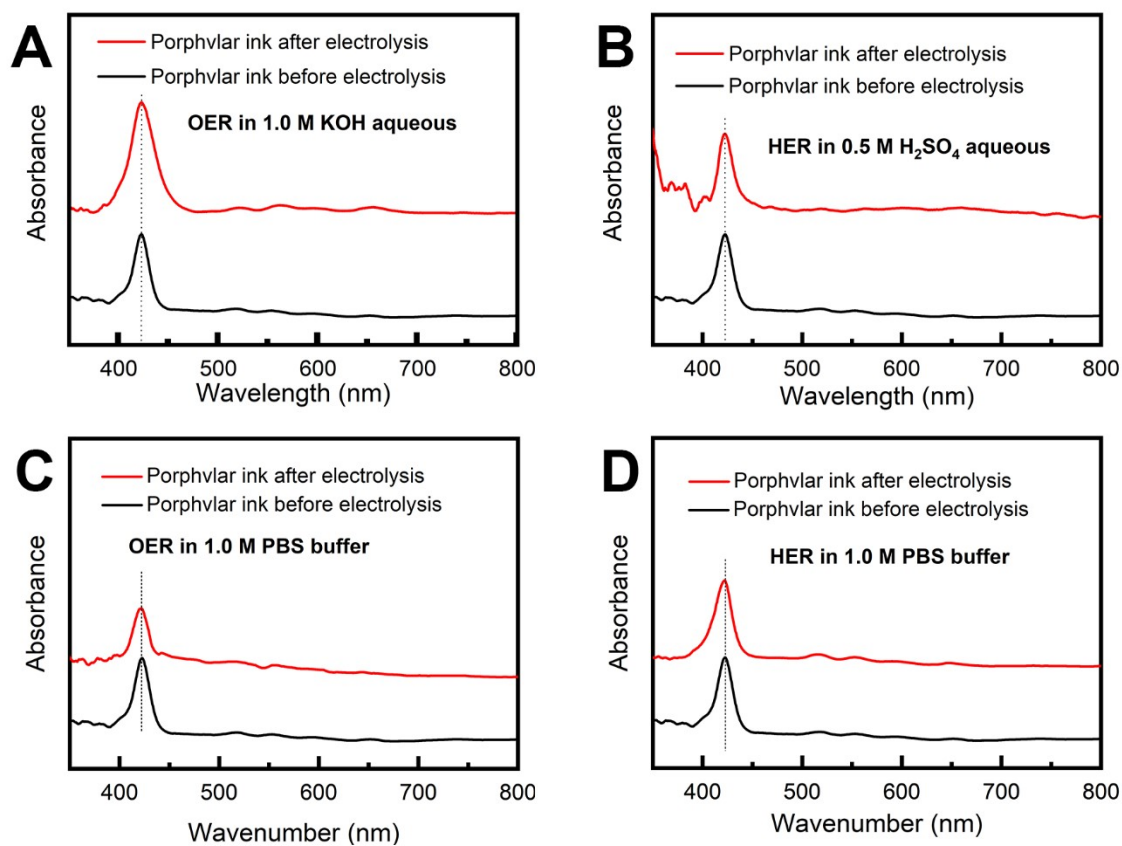 A
Porphvlar ink after electrolysis
Porphvlar ink before electrolysis
OER in 1.0 M KOH aqueous
Absorbance
400 500 600 700 800
Wavelength (nm)
B
Porphvlar ink after electrolysis
Porphvlar ink before electrolysis
HER in 0.5 M H₂SO₄ aqueous
Absorbance
400 500 600 700 800
Wavelength (nm)
C
Porphvlar ink after electrolysis
Porphvlar ink before electrolysis
OER in 1.0 M PBS buffer
Absorbance
400 500 600 700 800
Wavenumber (nm)
D
Porphvlar ink after electrolysis
Porphvlar ink before electrolysis
HER in 1.0 M PBS buffer
Absorbance
400 500 600 700 800
Wavenumber (nm)